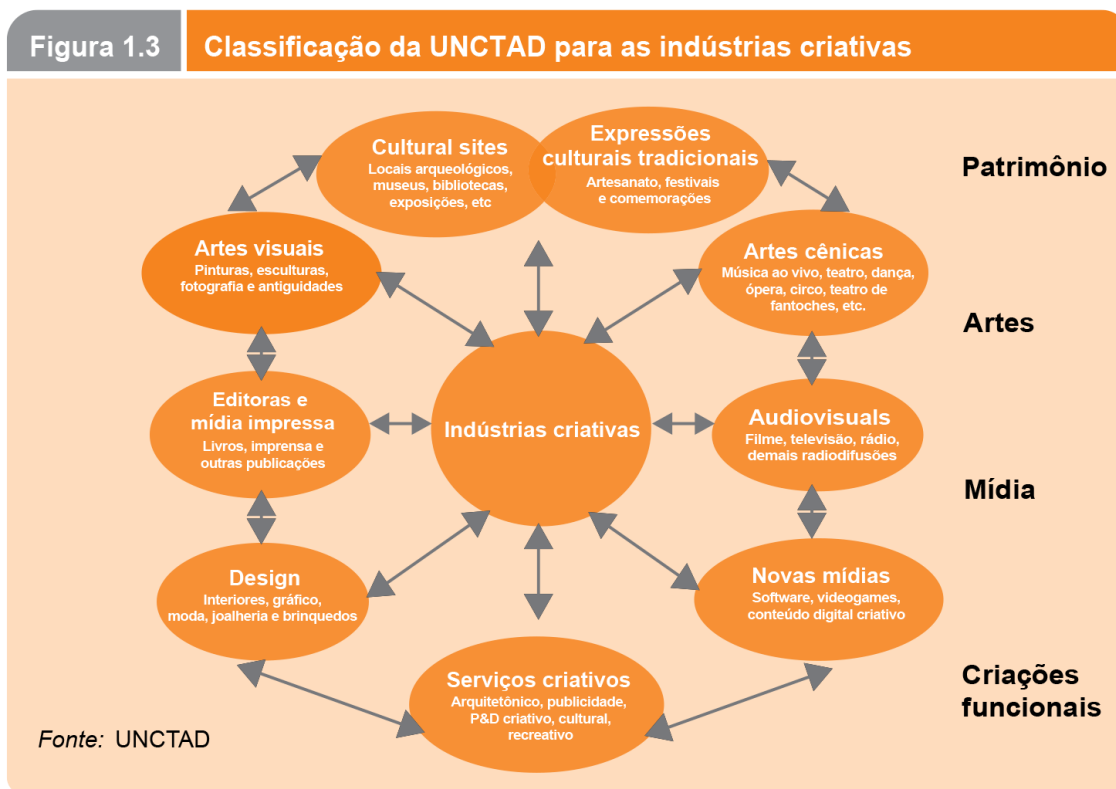 Figura 1.3
Classificação da UNCTAD para as indústrias criativas
Cultural sites
Locais arqueológicos,
museus, bibliotecas,
exposições, etc
Expressões
culturais tradicionais
Artesanato, festivais
e comemorações
Patrimônio
Artes visuais
Pinturas, esculturas,
fotografia e antiguidades
Artes cênicas
Música ao vivo, teatro, dança,
ópera, circo, teatro de
fantoches, etc.
Artes
Editoras e
mídia impressa
Livros, imprensa e
outras publicações
Indústrias criativas
Audiovisuals
Filme, televisão, rádio,
demais radiodifusões
Mídia
Design
Interiores, gráfico,
moda, joalheria e brinquedos
Novas mídias
Software, videogames,
conteúdo digital criativo
Serviços criativos
Arquitetônico, publicidade,
P&D criativo, cultural,
recreativo
Criações
funcionais
Fonte: UNCTAD